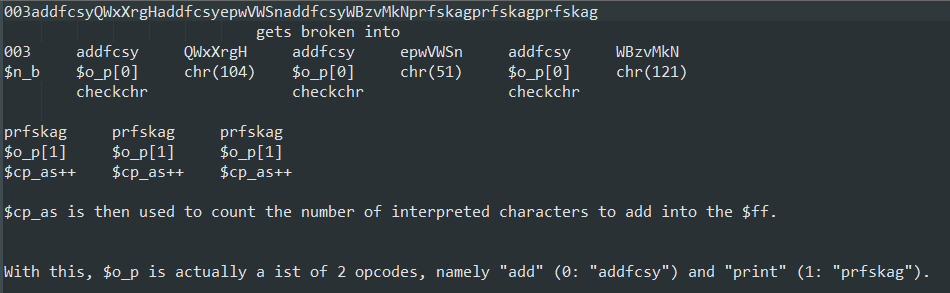 003addfcsyQWxXrgHaddfcsyepwVWSnaddfcsyWBzvMkNprfskagprfskagprfskag
gets broken into
003 addfcsy QWxXrgH addfcsy epwVWSn addfcsy WBzvMkN
$n_b $o_p[0] chr(104) $o_p[0] chr(51) $o_p[0] chr(121)
checkchr checkchr checkchr
prfskag prfskag prfskag
$o_p[1] $o_p[1] $o_p[1]
$cp_as++ $cp_as++ $cp_as++
$cp_as is then used to count the number of interpreted characters to add into the $ff.
With this, $o_p is actually a ist of 2 opcodes, namely "add" (0: "addfcsy") and "print" (1: "prfskag").